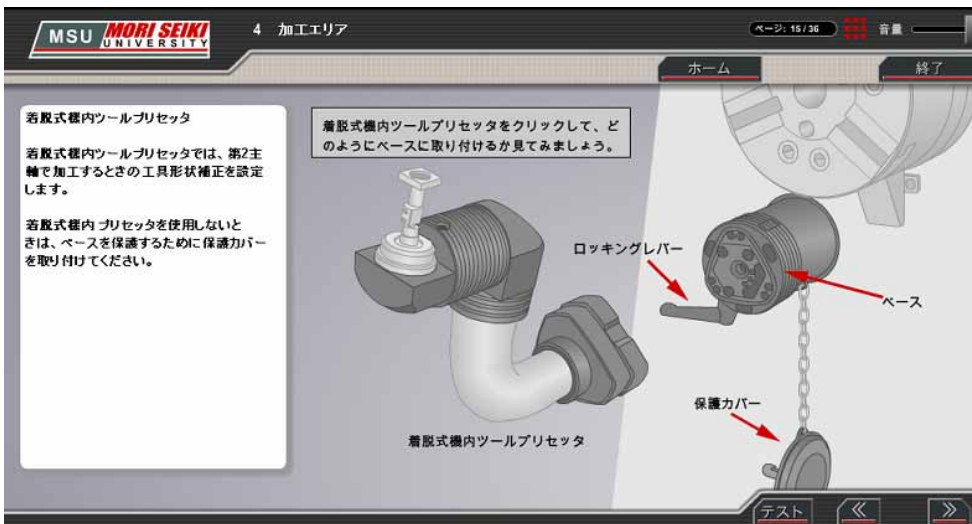 MSU MORI SEIKI
UNIVERSITY
4 加工エリア
ページ: 15/36
音量
ホーム
終了
着脱式機内ツールプリセッタ
着脱式機内ツールプリセッタでは、第2主
軸で加工するときの工具形状補正を設定
します。
着脱式機内 プリセッタを使用しないと
きは、ベースを保護するために保護カバー
を取り付けてください。
着脱式機内ツールプリセッタをクリックして、ど
のようにベースに取り付けるか見てみましょう。
ロッキングレバー
ベース
保護カバー
着脱式機内ツールプリセッタ
テスト